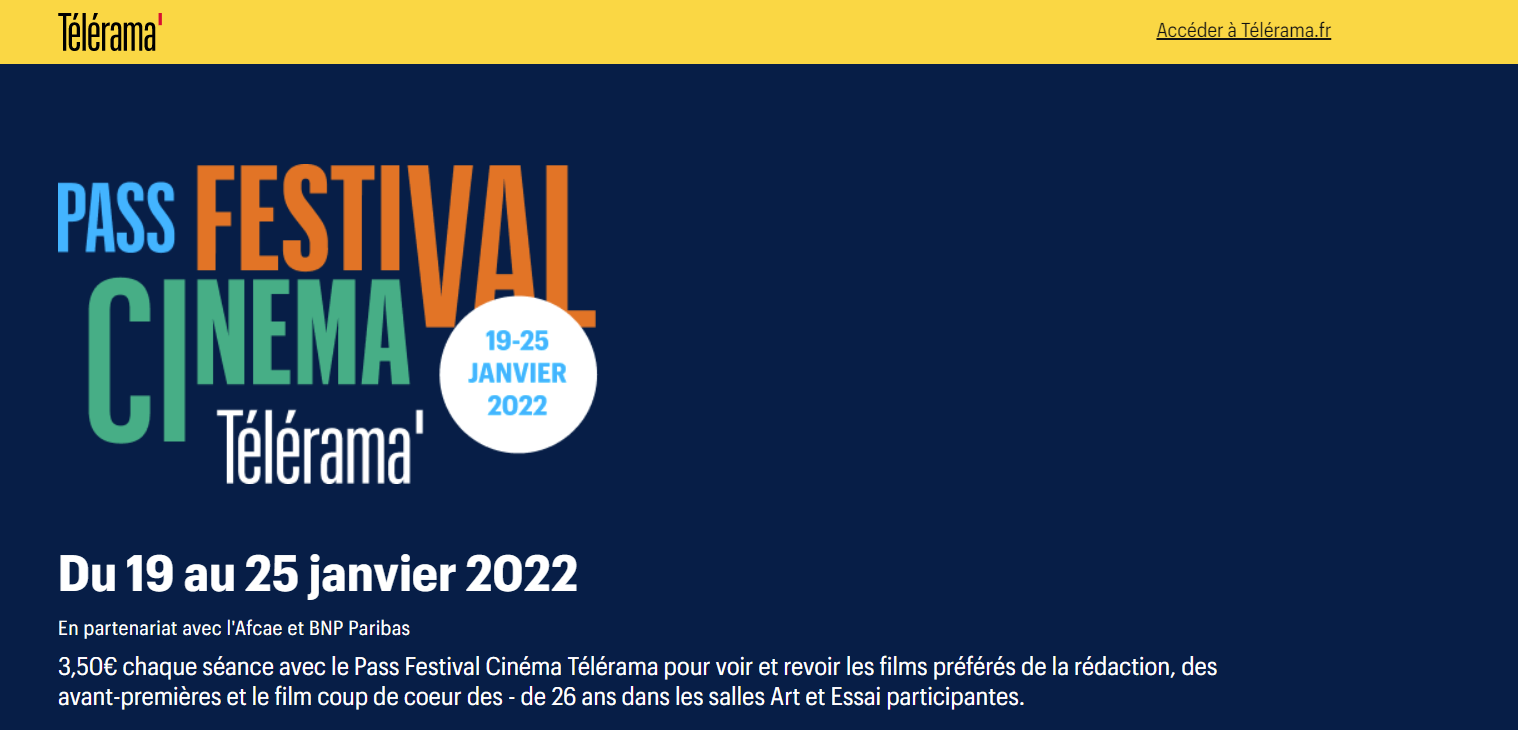 Télérama'
Accéder à Télérama.fr
PASS FESTIVAL
CINEMA
Télérama'
19-25
JANVIER
2022
Du 19 au 25 janvier 2022
En partenariat avec l'Afcae et BNP Paribas
3,50€ chaque séance avec le Pass Festival Cinéma Télérama pour voir et revoir les films préférés de la rédaction, des
avant-premières et le film coup de coeur des - de 26 ans dans les salles Art et Essai participantes.